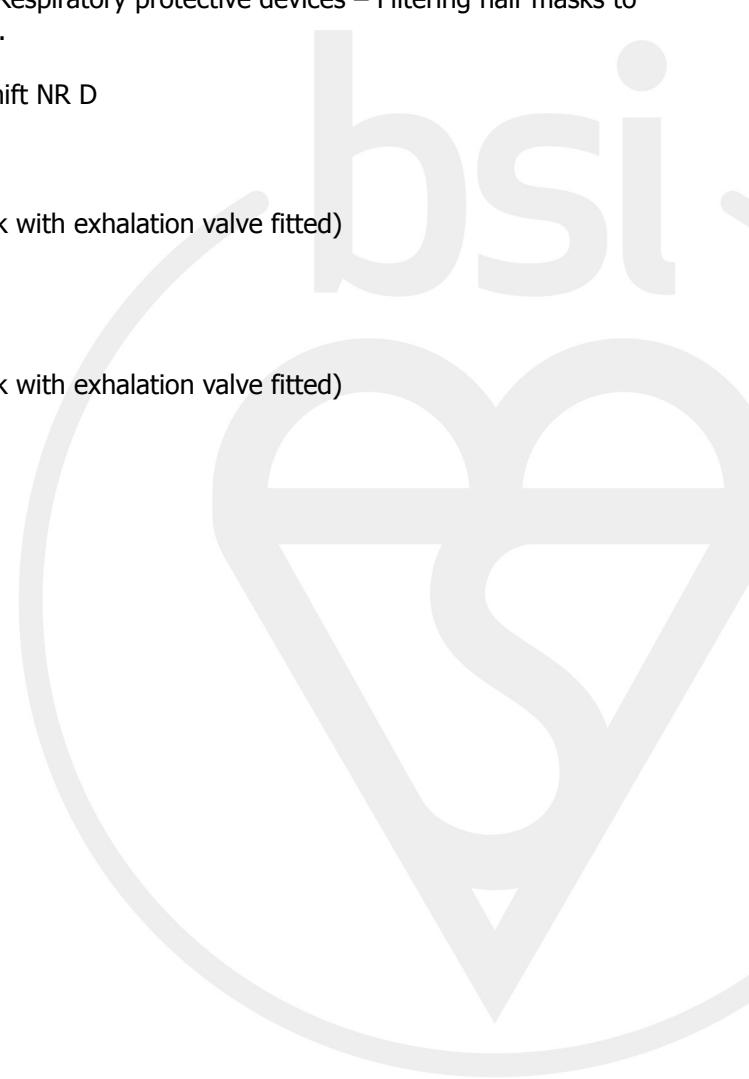 Respiratory protective devices – Filtering half masks to
.
hift NR D
k with exhalation valve fitted)
k with exhalation valve fitted)
bsi